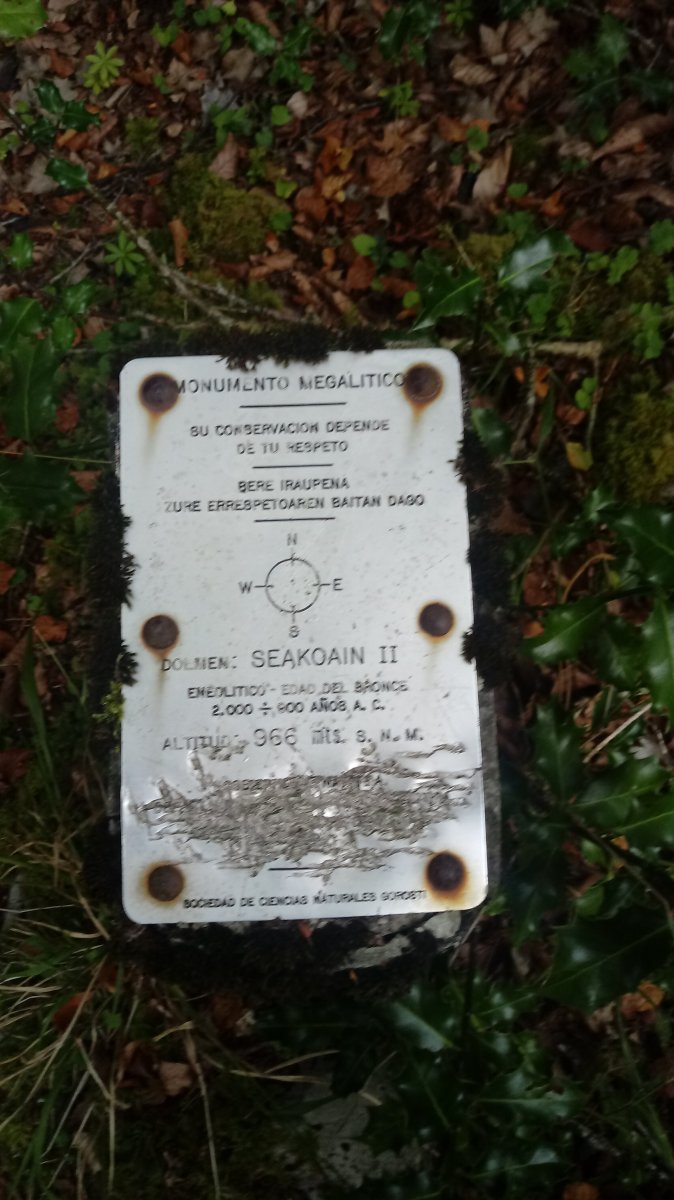 MONUMENTO MEGALITICO
SU CONSERVACION DEPENDE
DE TU RESPETO
BERE IRAUPENA
ZURE ERRESPETOAREN BAITAN DAGO
N
W E
S
DOLMEN: SEAKOAIN II
ENEOLITICO - EDAD DEL BRONCE
2.000 ÷ 900 AÑOS A. C.
ALTITUD: 966 mts. S. N. M.
SOCIEDAD DE CIENCIAS NATURALES GOROSTI